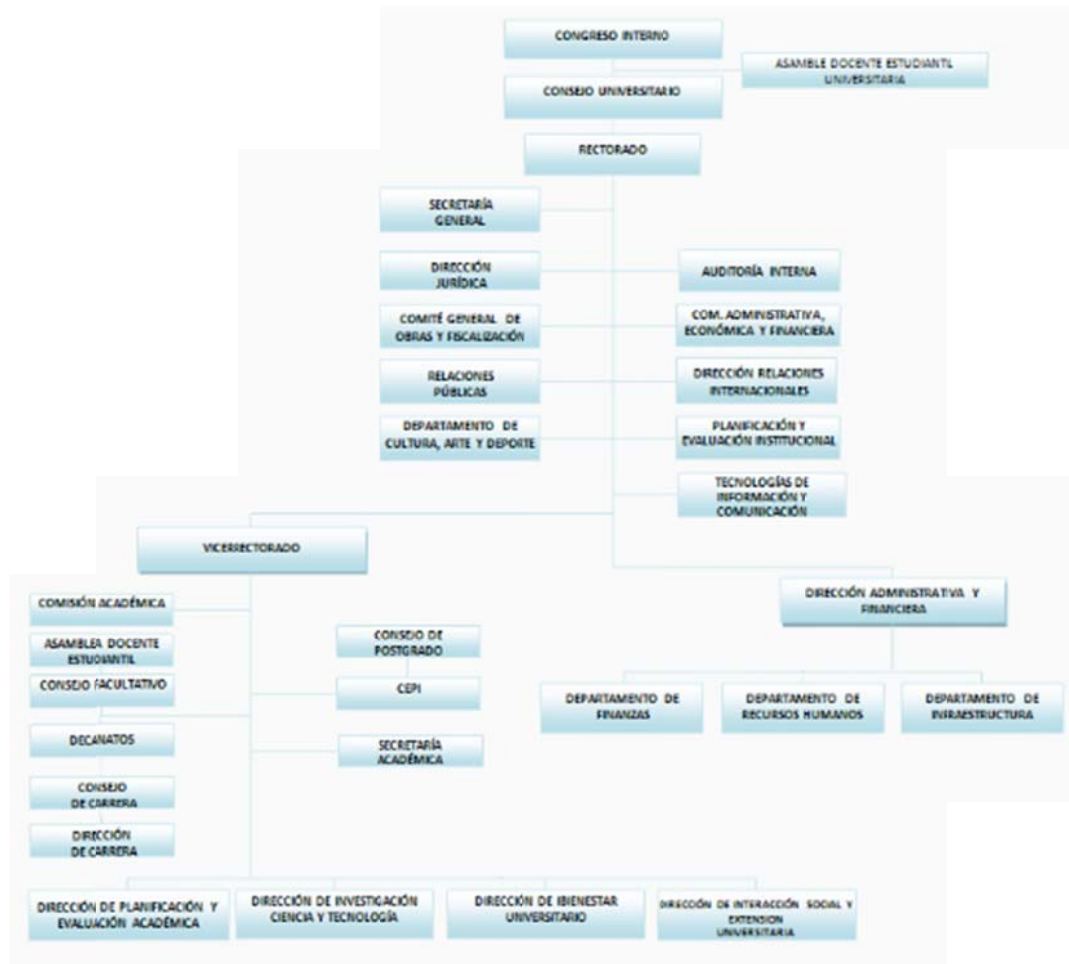 CONGRESO INTERNO
ASAMBLE DOCENTE ESTUDIANTIL
UNIVERSITARIA
CONSEJO UNIVERSITARIO
RECTORADO
SECRETARÍA
GENERAL
DIRECCIÓN
JURÍDICA
AUDITORÍA INTERNA
COMITÉ GENERAL DE
OBRAS Y FISCALIZACIÓN
COM. ADMINISTRATIVA,
ECONÓMICA Y FINANCIERA
RELACIONES
PÚBLICAS
DIRECCIÓN RELACIONES
INTERNACIONALES
DEPARTAMENTO DE
CULTURA, ARTE Y DEPORTE
PLANIFICACIÓN Y
EVALUACIÓN INSTITUCIONAL
TECNOLOGÍAS DE
INFORMACIÓN Y
COMUNICACIÓN
VICERRECTORADO
DIRECCIÓN ADMINISTRATIVA Y
FINANCIERA
COMISIÓN ACADÉMICA
ASAMBLEA DOCENTE
ESTUDIANTIL
CONSEJO FACULTATIVO
DECANATOS
CONSEJO
DE CARRERA
DIRECCIÓN
DE CARRERA
CONSEJO DE
POSTGRADO
CEPI
SECRETARÍA
ACADÉMICA
DEPARTAMENTO DE
FINANZAS
DEPARTAMENTO DE
RECURSOS HUMANOS
DEPARTAMENTO DE
INFRAESTRUCTURA
DIRECCIÓN DE PLANIFICACIÓN Y
EVALUACIÓN ACADÉMICA
DIRECCIÓN DE INVESTIGACIÓN
CIENCIA Y TECNOLOGÍA
DIRECCIÓN DE IBIENESTAR
UNIVERSITARIO
DIRECCIÓN DE INTERACCIÓN SOCIAL Y
EXTENSION
UNIVERSITARIA